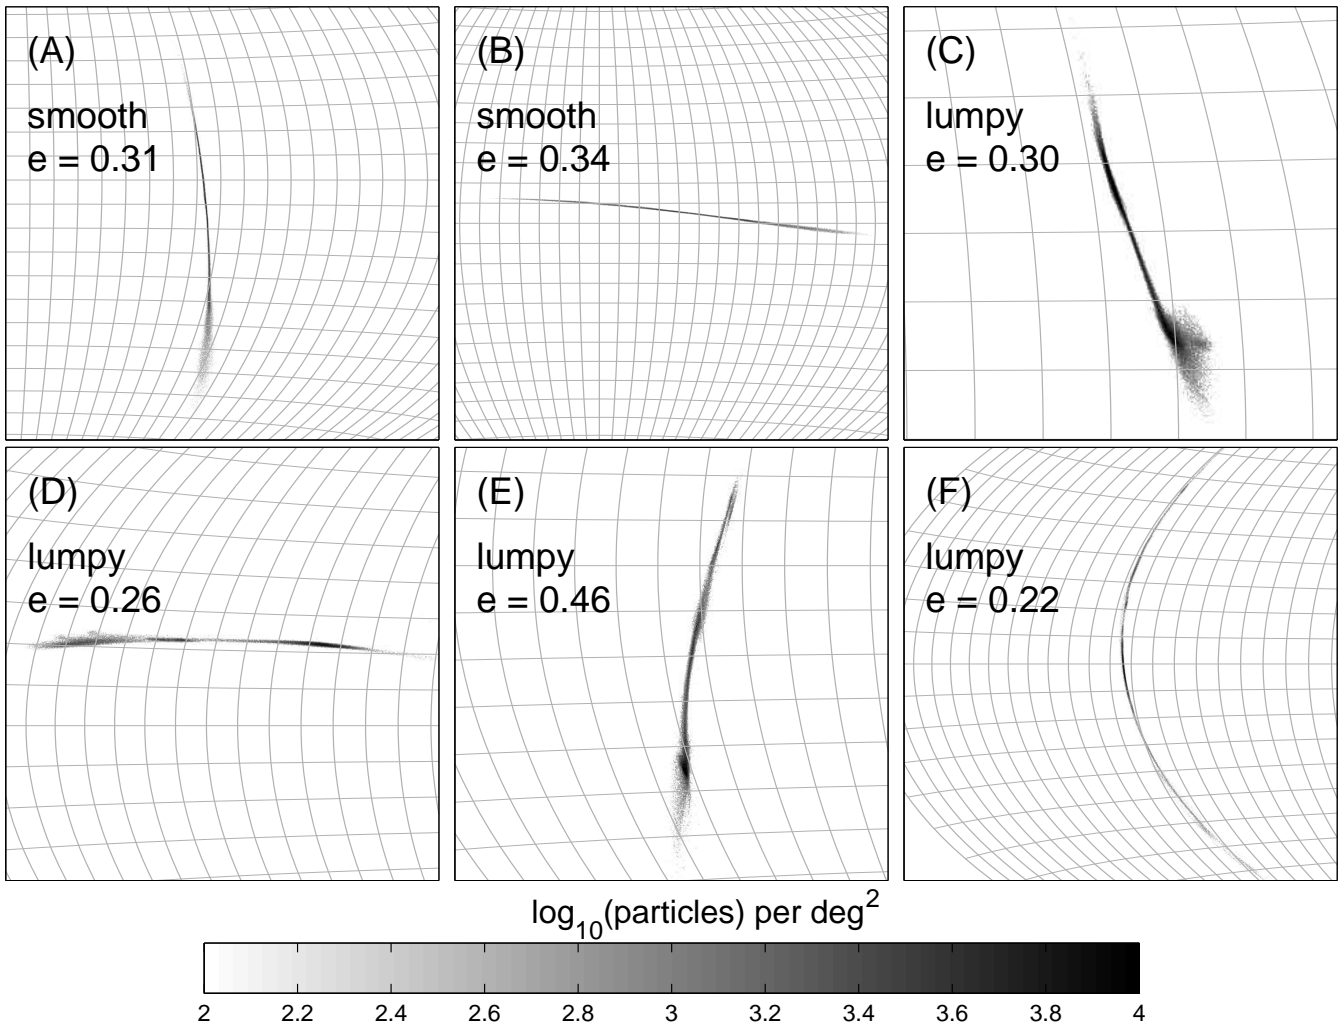 (A)
smooth
e = 0.31
(B)
smooth
e = 0.34
(C)
lumpy
e = 0.30
(D)
lumpy
e = 0.26
(E)
lumpy
e = 0.46
(F)
lumpy
e = 0.22
log₁₀(particles) per deg²
2 2.2 2.4 2.6 2.8 3 3.2 3.4 3.6 3.8 4